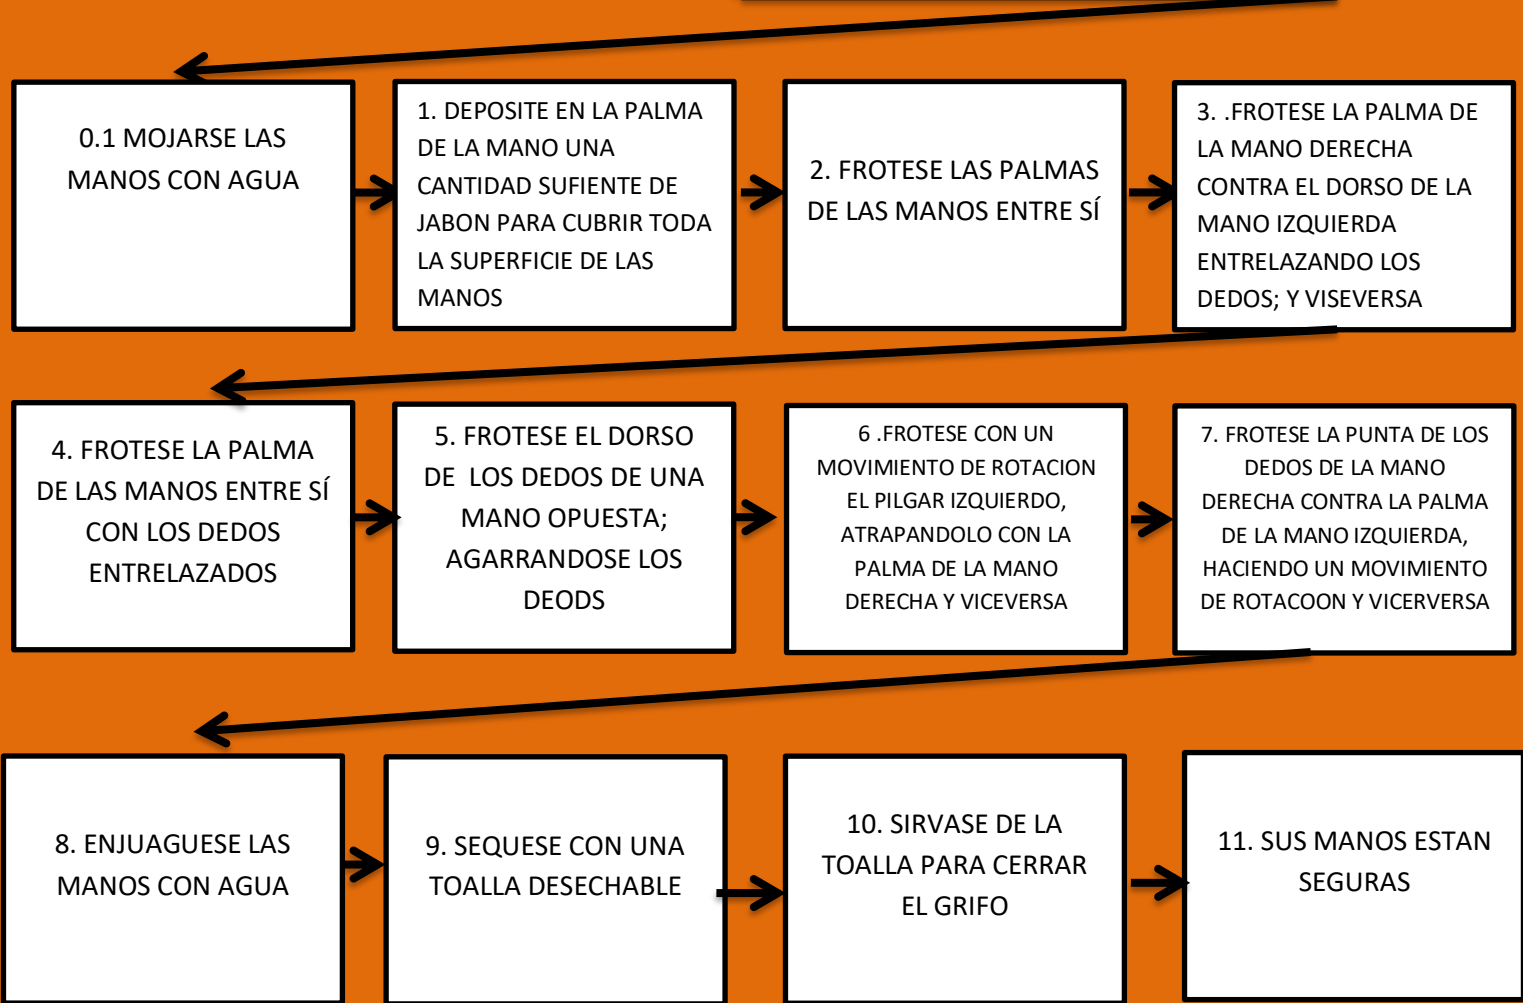 0.1 MOJARSE LAS
MANOS CON AGUA
1. DEPOSITE EN LA PALMA
DE LA MANO UNA
CANTIDAD SUFIENTE DE
JABON PARA CUBRIR TODA
LA SUPERFICIE DE LAS
MANOS
2. FROTESE LAS PALMAS
DE LAS MANOS ENTRE SÍ
3. .FROTESE LA PALMA DE
LA MANO DERECHA
CONTRA EL DORSO DE LA
MANO IZQUIERDA
ENTRELAZANDO LOS
DEDOS; Y VISEVERSA
4. FROTESE LA PALMA
DE LAS MANOS ENTRE SÍ
CON LOS DEDOS
ENTRELAZADOS
5. FROTESE EL DORSO
DE  LOS DEDOS DE UNA
MANO OPUESTA;
AGARRANDOSE LOS
DEODS
6 .FROTESE CON UN
MOVIMIENTO DE ROTACION
EL PILGAR IZQUIERDO,
ATRAPANDOLO CON LA
PALMA DE LA MANO
DERECHA Y VICEVERSA
7. FROTESE LA PUNTA DE LOS
DEDOS DE LA MANO
DERECHA CONTRA LA PALMA
DE LA MANO IZQUIERDA,
HACIENDO UN MOVIMIENTO
DE ROTACOON Y VICERVERSA
8. ENJUAGUESE LAS
MANOS CON AGUA
9. SEQUESE CON UNA
TOALLA DESECHABLE
10. SIRVASE DE LA
TOALLA PARA CERRAR
EL GRIFO
11. SUS MANOS ESTAN
SEGURAS